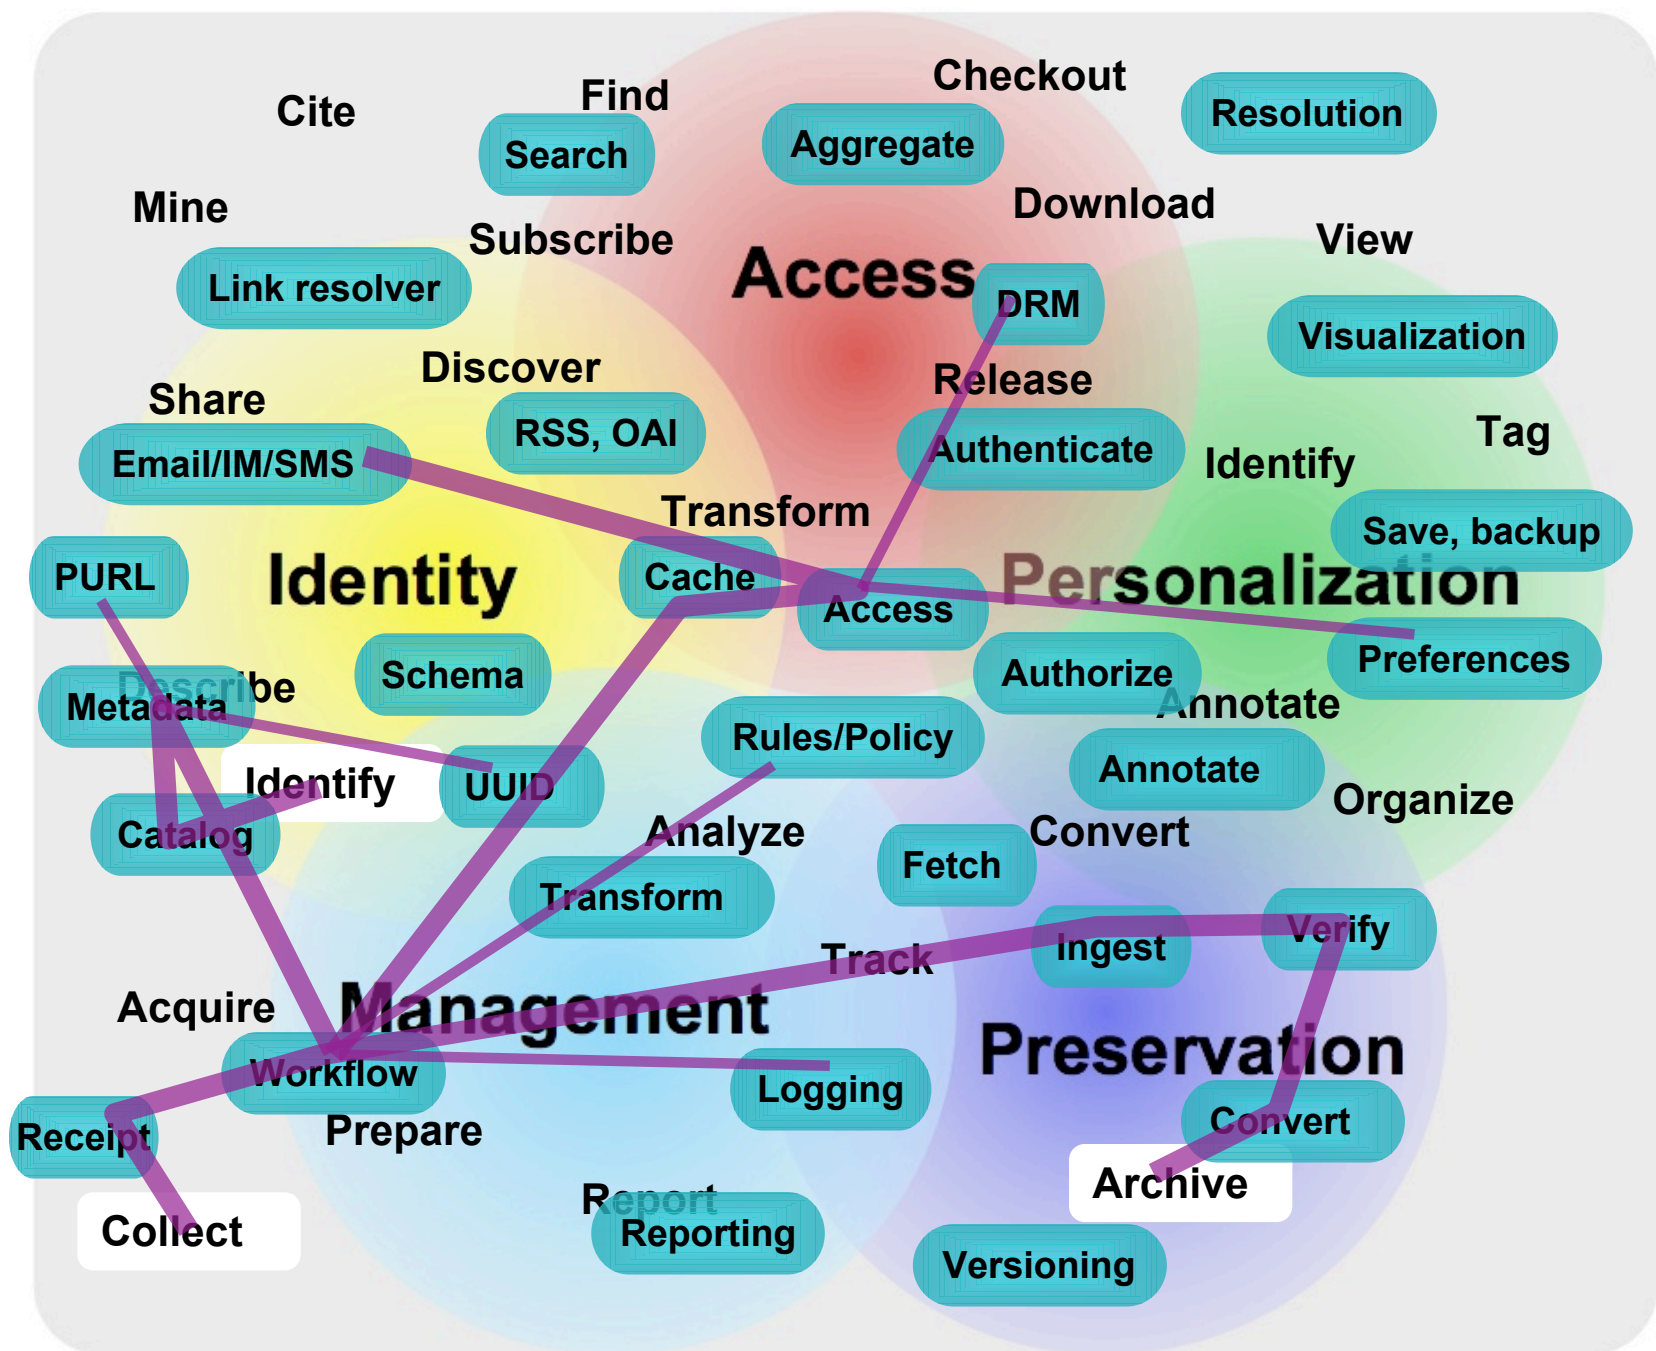 Checkout
Find
Cite
Resolution
Aggregate
Search
Mine
Download
Subscribe
View
Access
Link resolver
DRM
Visualization
Discover
Release
Share
Tag
RSS, OAI
Authenticate
Email/IM/SMS
Identify
Transform
Save, backup
PURL
Identity
Cache
Personalization
Access
Preferences
Schema
Authorize
Describe
Metadata
Annotate
Rules/Policy
Annotate
Identify
UUID
Organize
Catalog
Analyze
Convert
Fetch
Transform
Verify
Track
Ingest
Acquire
Management
Preservation
Workflow
Logging
Prepare
Receipt
Convert
Archive
Report
Collect
Reporting
Versioning